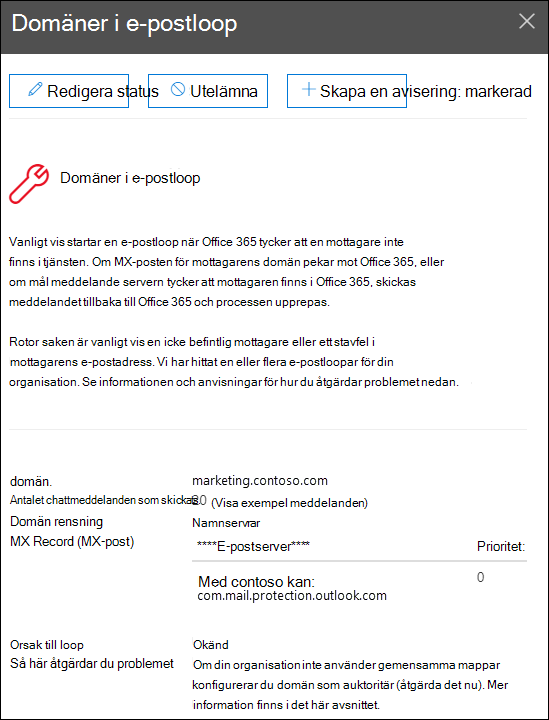 Domäner i e-postloop
Redigera status
Utelämna
Skapa en avisering: markerad
Domäner i e-postloop
Vanligt vis startar en e-postloop när Office 365 tycker att en mottagare inte
finns i tjänsten. Om MX-posten för mottagarens domän pekar mot Office 365, eller
om mål meddelande servern tycker att mottagaren finns i Office 365, skickas
meddelandet tillbaka till Office 365 och processen upprepas.
Rotor saken är vanligt vis en icke befintlig mottagare eller ett stavfel i
mottagarens e-postadress. Vi har hittat en eller flera e-postloopar för din
organisation. Se informationen och anvisningar för hur du åtgärdar problemet nedan.
domän. marketing.contoso.com
Antalet chattmeddelanden som skickas. 0 (Visa exempel meddelanden)
Domän rensning Namnservrar
MX Record (MX-post) ****E-postserver**** Prioritet:
Med contoso kan: 0
com.mail.protection.outlook.com
Orsak till loop Okänd
Så här åtgärdar du problemet Om din organisation inte använder gemensamma mappar
konfigurerar du domän som auktoritär (åtgärda det nu). Mer
information finns i det här avsnittet.